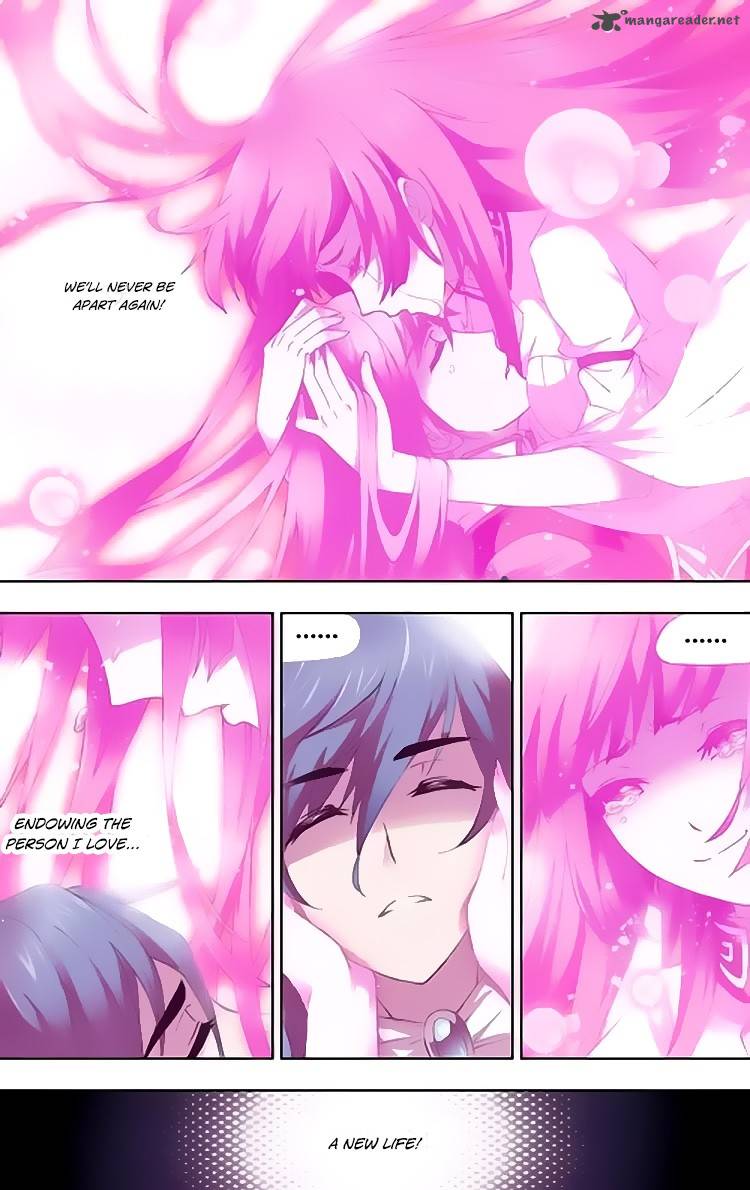 mangareader.net
WE'LL NEVER BE
APART AGAIN!
ENDOWING THE
PERSON I LOVE...
......
......
A NEW LIFE!